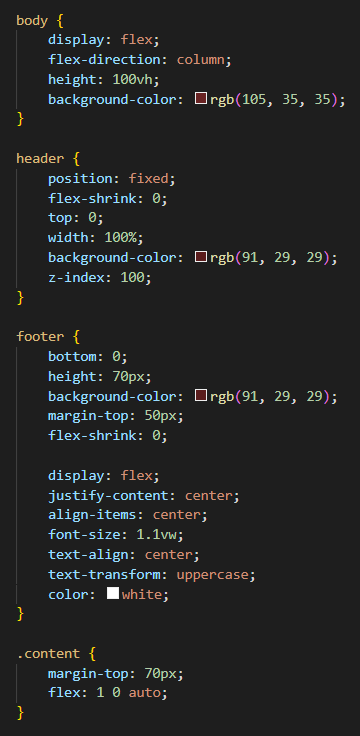 body {
    display: flex;
    flex-direction: column;
    height: 100vh;
    background-color: rgb(105, 35, 35);
}

header {
    position: fixed;
    flex-shrink: 0;
    top: 0;
    width: 100%;
    background-color: rgb(91, 29, 29);
    z-index: 100;
}

footer {
    bottom: 0;
    height: 70px;
    background-color: rgb(91, 29, 29);
    margin-top: 50px;
    flex-shrink: 0;

    display: flex;
    justify-content: center;
    align-items: center;
    font-size: 1.1vw;
    text-align: center;
    text-transform: uppercase;
    color: white;
}

.content {
    margin-top: 70px;
    flex: 1 0 auto;
}